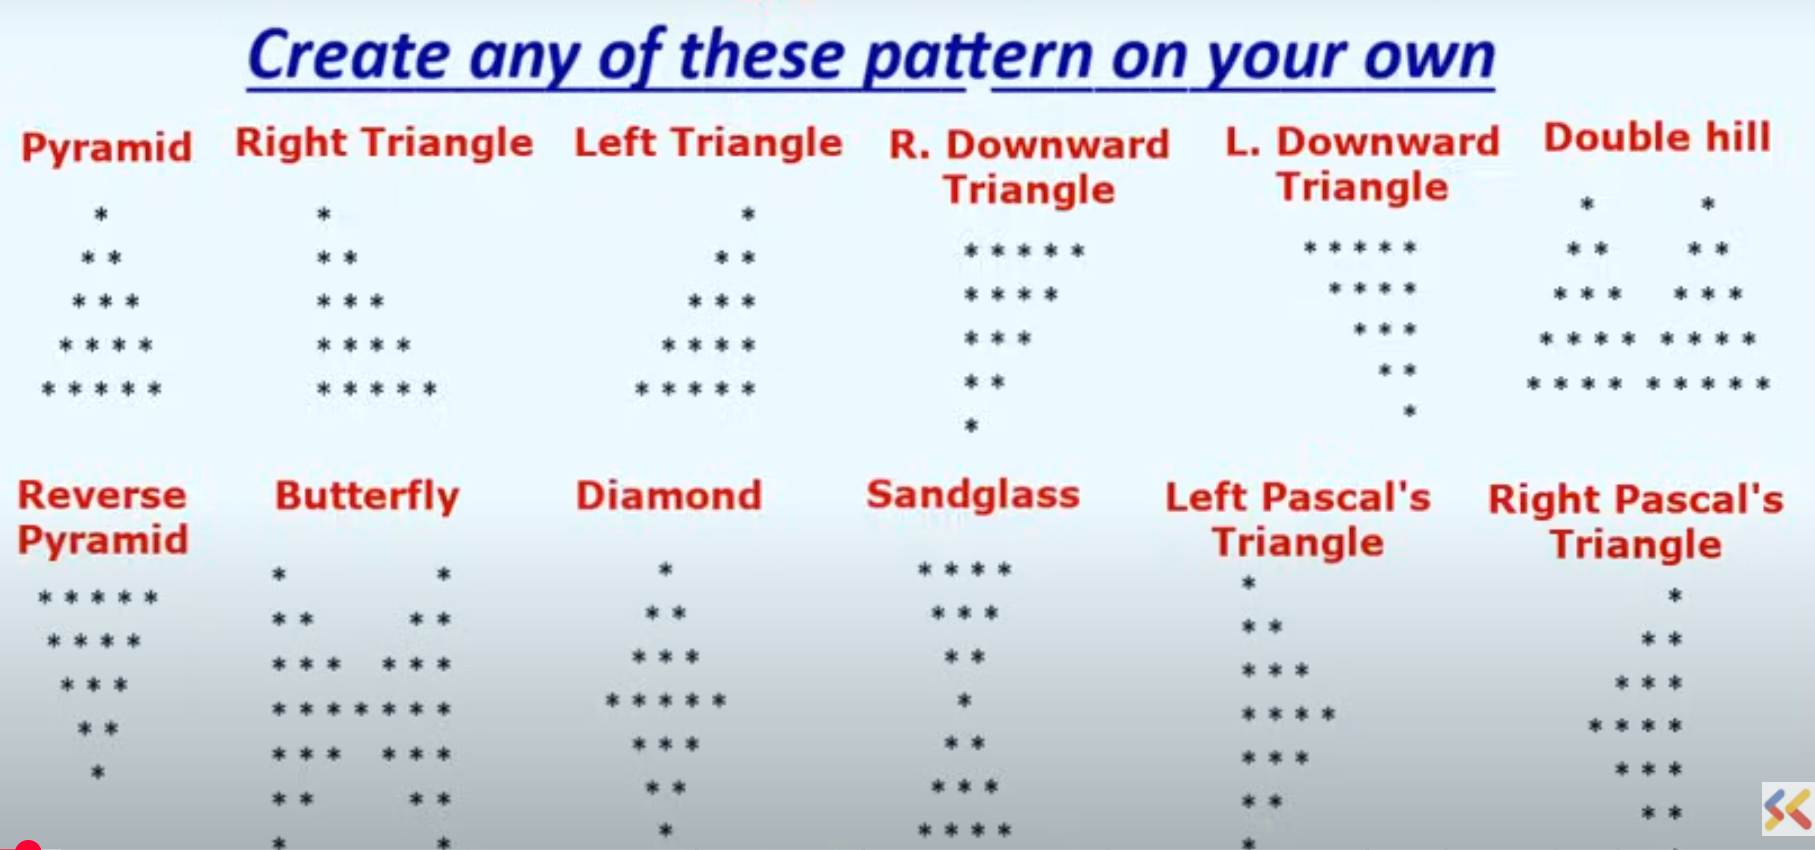 Create any of these pattern on your own
Pyramid Right Triangle Left Triangle R. Downward Triangle L. Downward Triangle Double hill
* * * * * * * * * * * * * * * *
* * * * * * * * * * * * * * * * * *
* * * * * * * * * * * * * * * * * * * * *
* * * * * * * * * * * * * * * * * * * * * * * *
* * * * * * * * * * * * * * * * * * * * * * * * * *
Reverse Pyramid Butterfly Diamond Sandglass Left Pascal's Triangle Right Pascal's Triangle
* * * * * * * * * * * * * * *
* * * * * * * * * * * * * * * * *
* * * * * * * * * * * * * * * * * * * *
* * * * * * * * * * * * * * * * * * * * * * *
* * * * * * * * * * * * * * * * * * *
* * * * * * * * * * * * * *
* * * * * * * * *